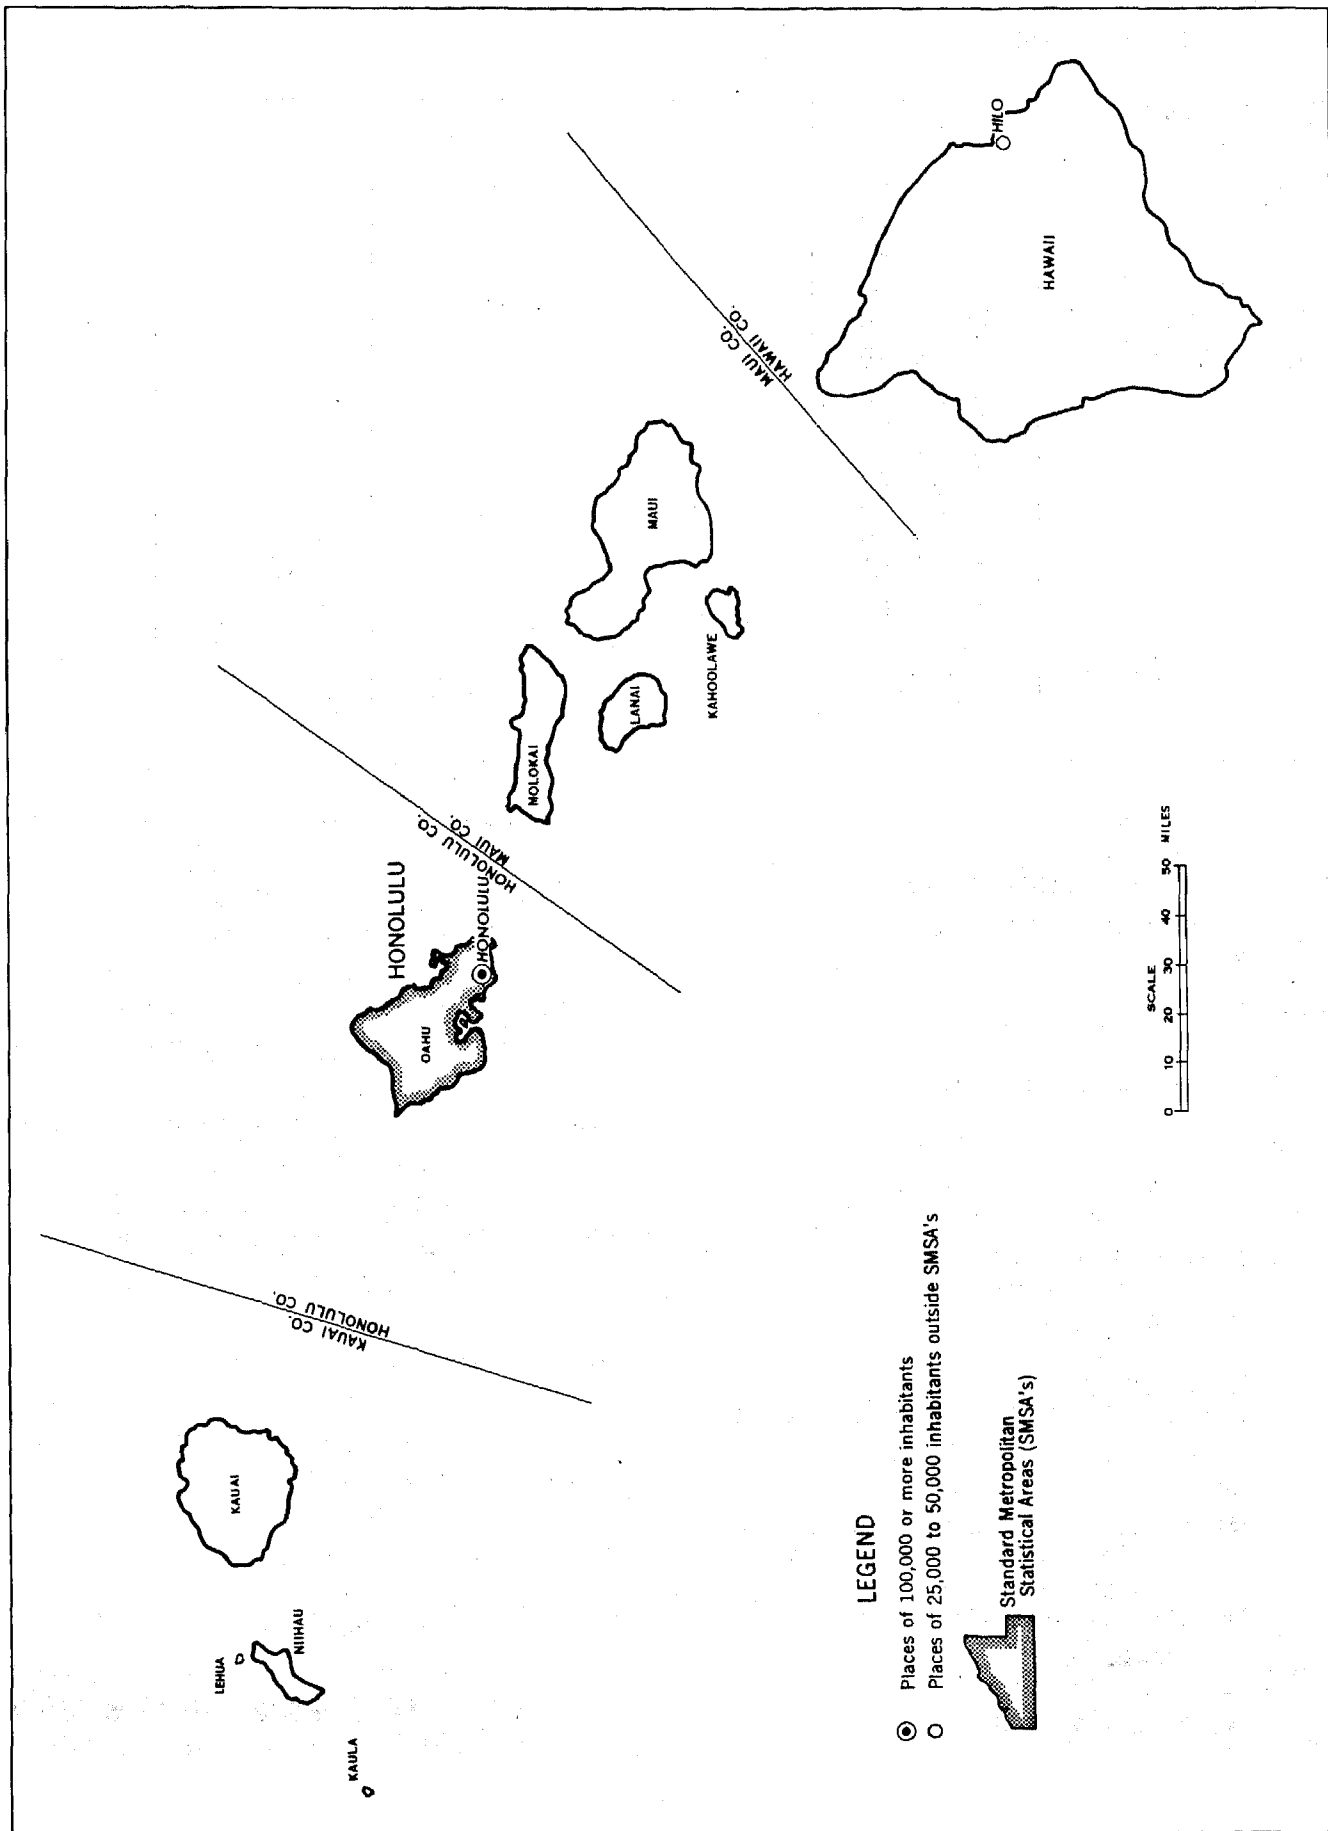 LEHUA
NIIHAU
KAULA
KAUAI
KAUAI CO.
HONOLULU CO.
HONOLULU
OAHU
HONOLULU
HONOLULU CO.
MAUI CO.
MOLOKAI
LANAI
MAUI
KAHOOLAWE
MAUI CO.
HAWAII CO.
HILO
HAWAII
LEGEND
Places of 100,000 or more inhabitants
Places of 25,000 to 50,000 inhabitants outside SMSA's
Standard Metropolitan
Statistical Areas (SMSA's)
SCALE
0 10 20 30 40 50 MILES